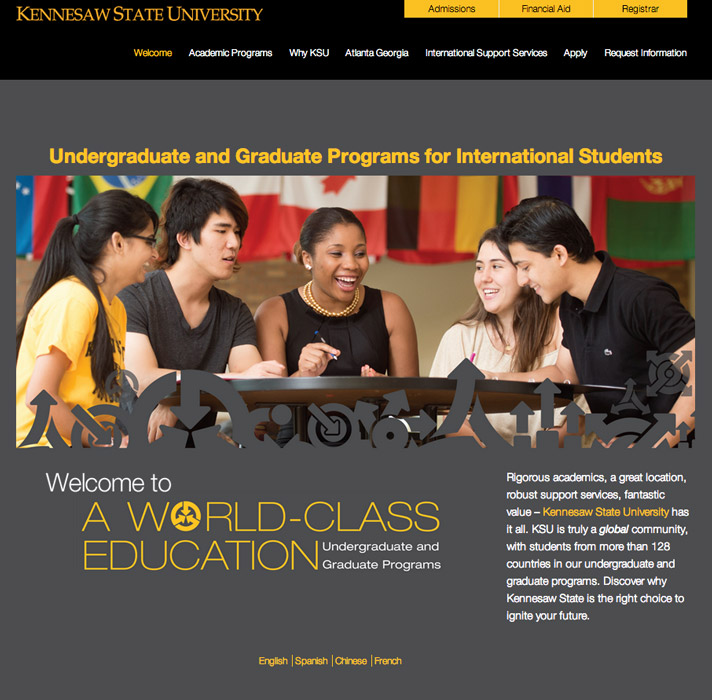 KENNESAW STATE UNIVERSITY
Admissions
Financial Aid
Registrar
Welcome
Academic Programs
Why KSU
Atlanta Georgia
International Support Services
Apply
Request Information
Undergraduate and Graduate Programs for International Students
Welcome to
A WORLD-CLASS
EDUCATION
Undergraduate and
Graduate Programs
Rigorous academics, a great location,
robust support services, fantastic
value – Kennesaw State University has
it all. KSU is truly a global community,
with students from more than 128
countries in our undergraduate and
graduate programs. Discover why
Kennesaw State is the right choice to
ignite your future.
English | Spanish | Chinese | French